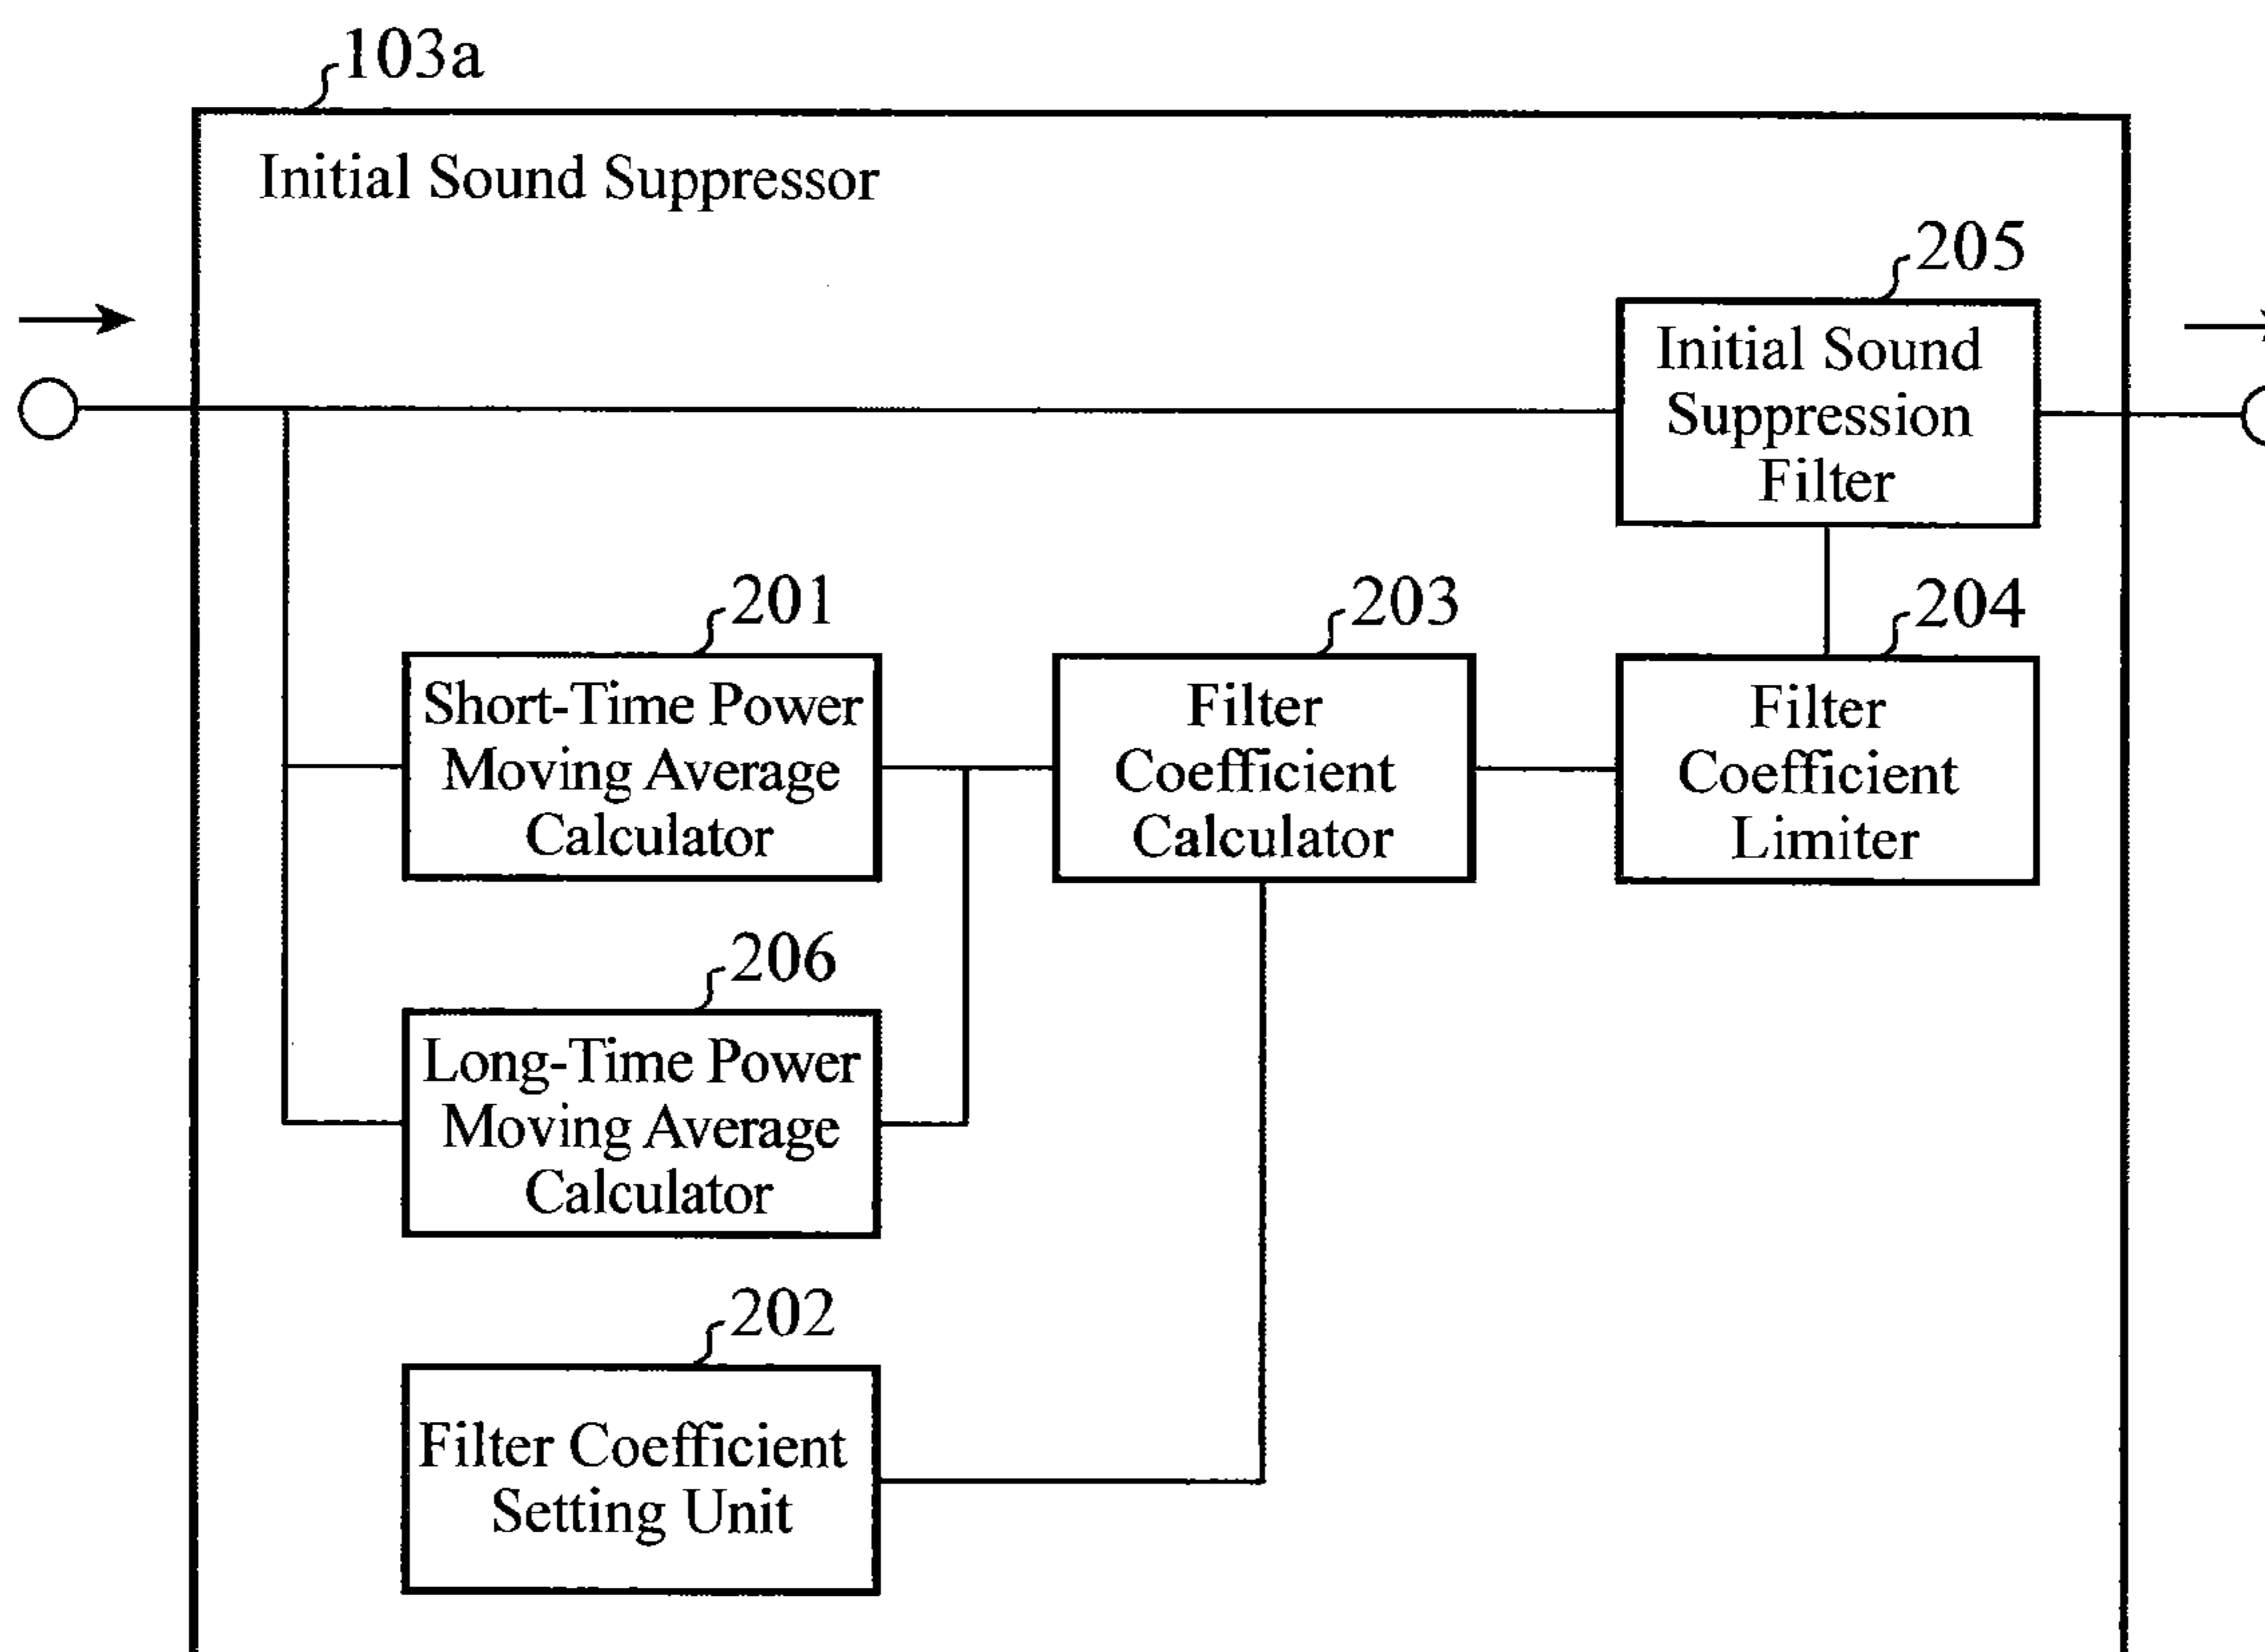 103a
Initial Sound Suppressor
205
Initial Sound
Suppression
Filter
201
Short-Time Power
Moving Average
Calculator
203
Filter
Coefficient
Calculator
204
Filter
Coefficient
Limiter
206
Long-Time Power
Moving Average
Calculator
202
Filter Coefficient
Setting Unit